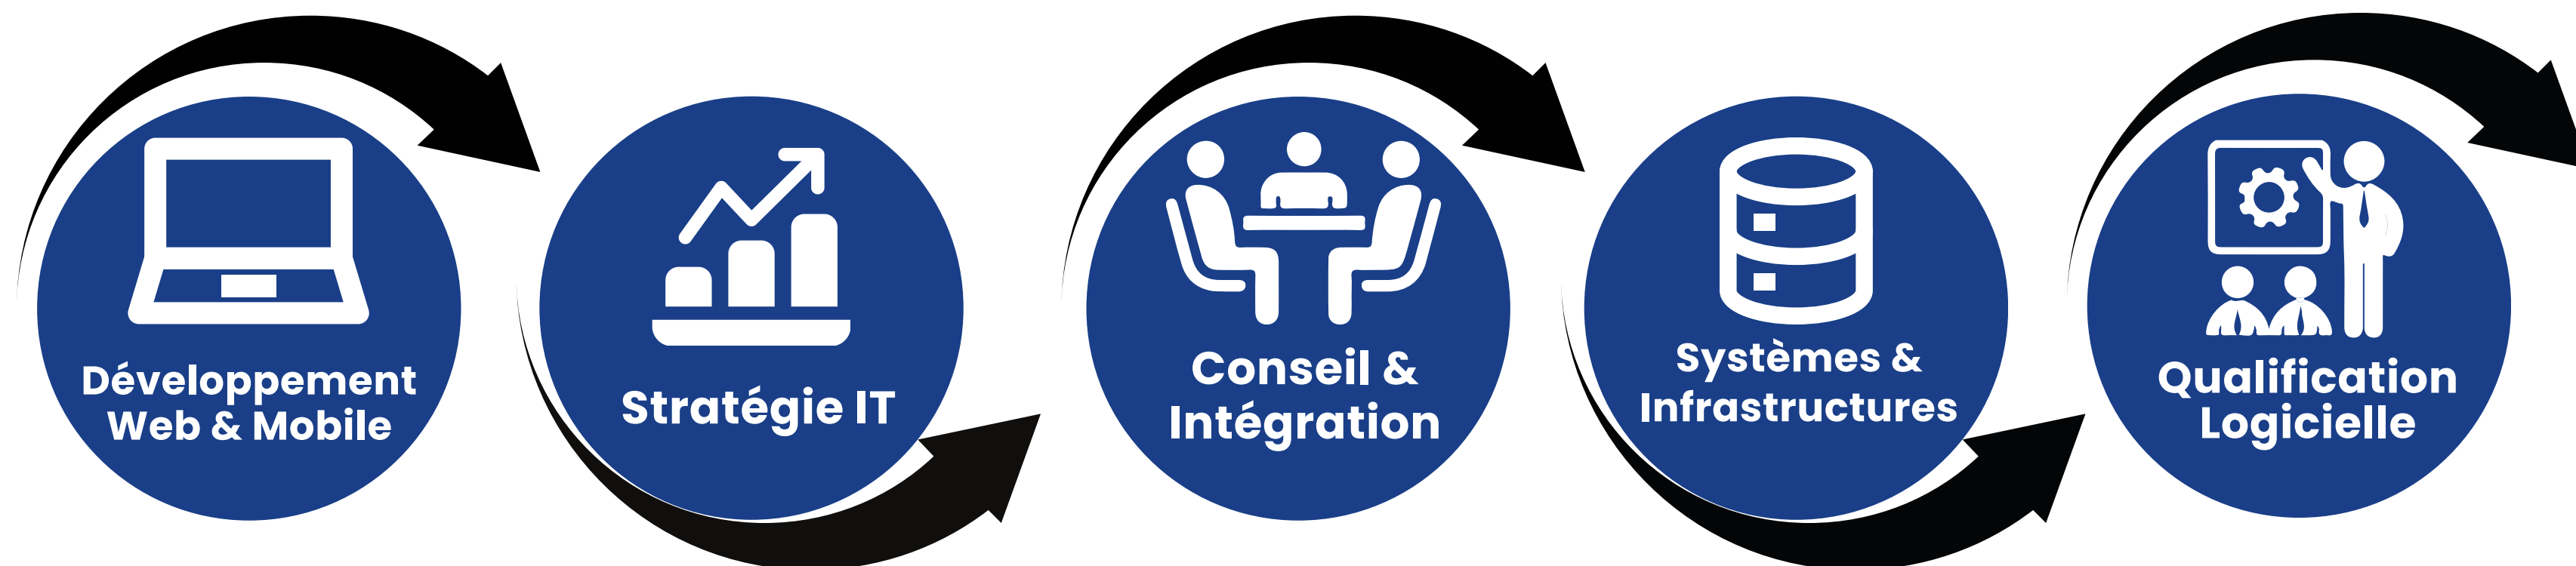 Développement
Web & Mobile
Stratégie IT
Conseil &
Intégration
Systèmes &
Infrastructures
Qualification
Logicielle